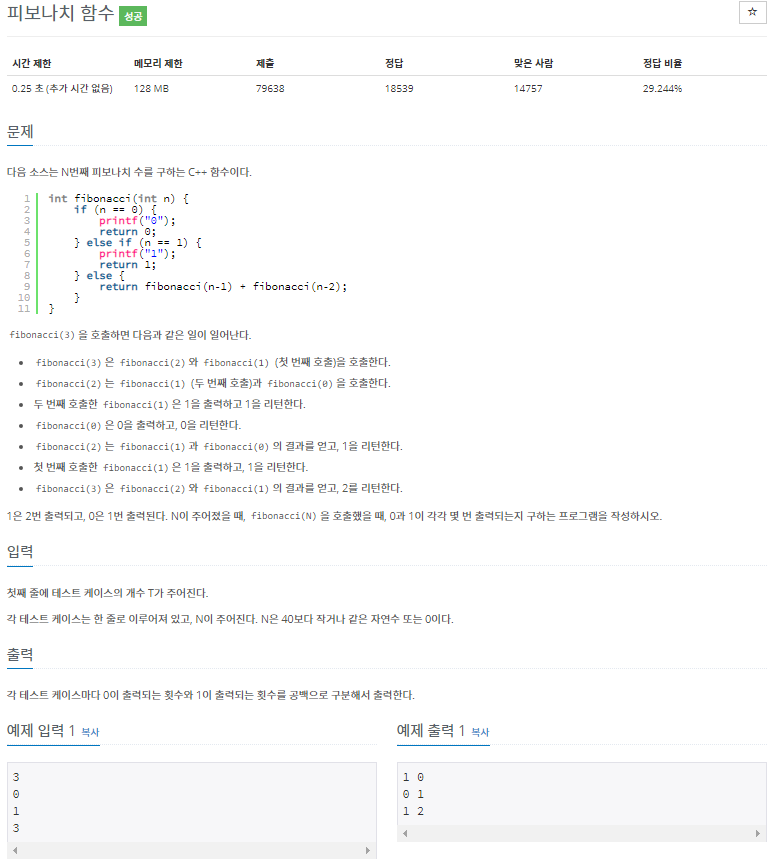 피보나치 함수 성공
☆
시간 제한 메모리 제한 제출 정답 맞은 사람 정답 비율
0.25 초 (추가 시간 없음) 128 MB 79638 18539 14757 29.244%
문제
다음 소스는 N번째 피보나치 수를 구하는 C++ 함수이다.
1 int fibonacci(int n) {
2 if (n == 0) {
3 printf("0");
4 return 0;
5 } else if (n == 1) {
6 printf("1");
7 return 1;
8 } else {
9 return fibonacci(n‐1) + fibonacci(n‐2);
10 }
11 }
fibonacci(3) 을 호출하면 다음과 같은 일이 일어난다.
• fibonacci(3) 은 fibonacci(2) 와 fibonacci(1) (첫 번째 호출)을 호출한다.
• fibonacci(2) 는 fibonacci(1) (두 번째 호출)과 fibonacci(0) 을 호출한다.
• 두 번째 호출한 fibonacci(1) 은 1을 출력하고 1을 리턴한다.
• fibonacci(0) 은 0을 출력하고, 0을 리턴한다.
• fibonacci(2) 는 fibonacci(1) 과 fibonacci(0) 의 결과를 얻고, 1을 리턴한다.
• 첫 번째 호출한 fibonacci(1) 은 1을 출력하고, 1을 리턴한다.
• fibonacci(3) 은 fibonacci(2) 와 fibonacci(1) 의 결과를 얻고, 2를 리턴한다.
1은 2번 출력되고, 0은 1번 출력된다. N이 주어졌을 때, fibonacci(N) 을 호출했을 때, 0과 1이 각각 몇 번 출력되는지 구하는 프로그램을 작성하시오.
입력
첫째 줄에 테스트 케이스의 개수 T가 주어진다.
각 테스트 케이스는 한 줄로 이루어져 있고, N이 주어진다. N은 40보다 작거나 같은 자연수 또는 0이다.
출력
각 테스트 케이스마다 0이 출력되는 횟수와 1이 출력되는 횟수를 공백으로 구분해서 출력한다.
예제 입력 1 복사
3
0
1
3
예제 출력 1 복사
1 0
0 1
1 2